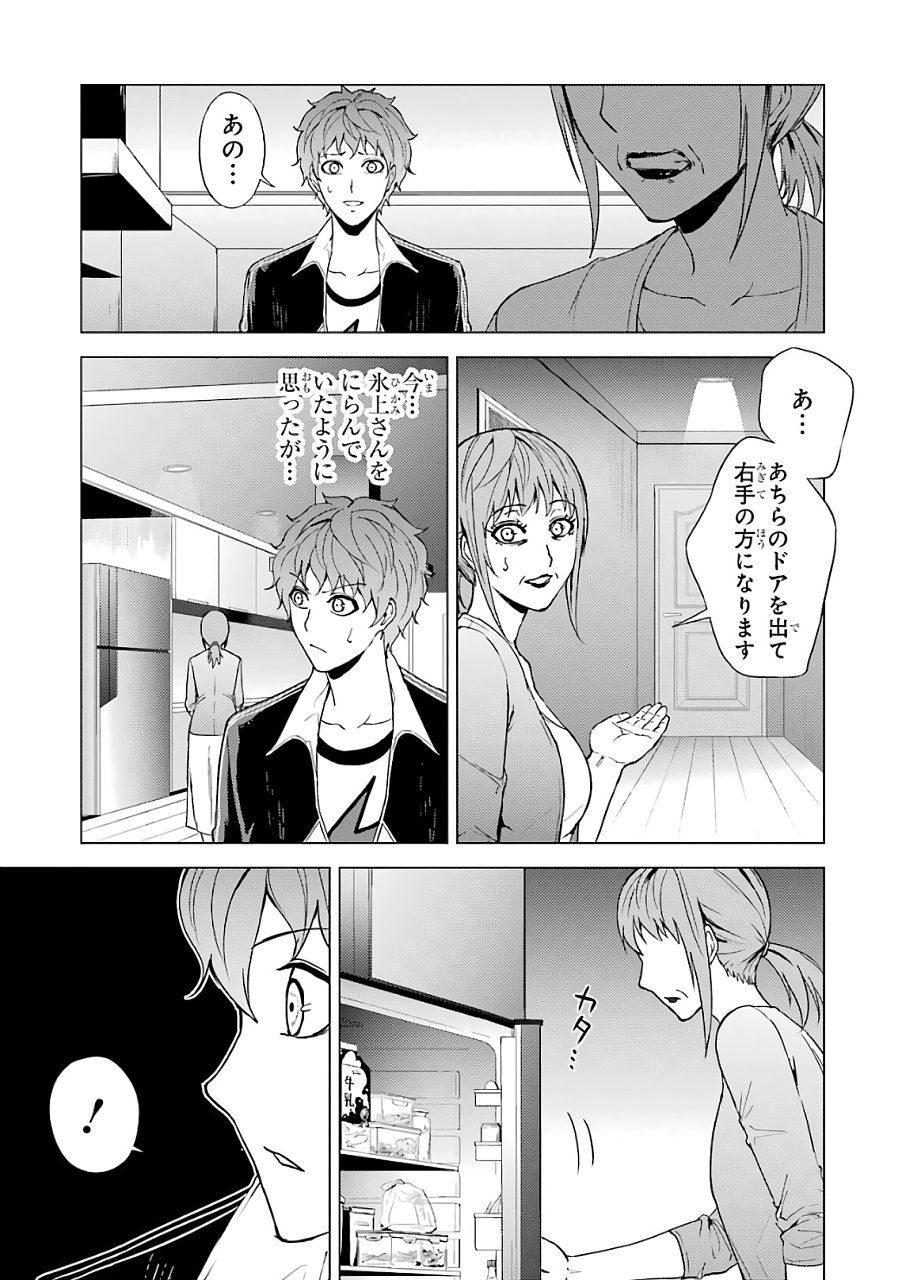 あの…
あ…
あちらのドアを出て
右手の方になります
今…
氷上さんを
にらんで
いたように
思ったが…
カタ…
牛乳
！